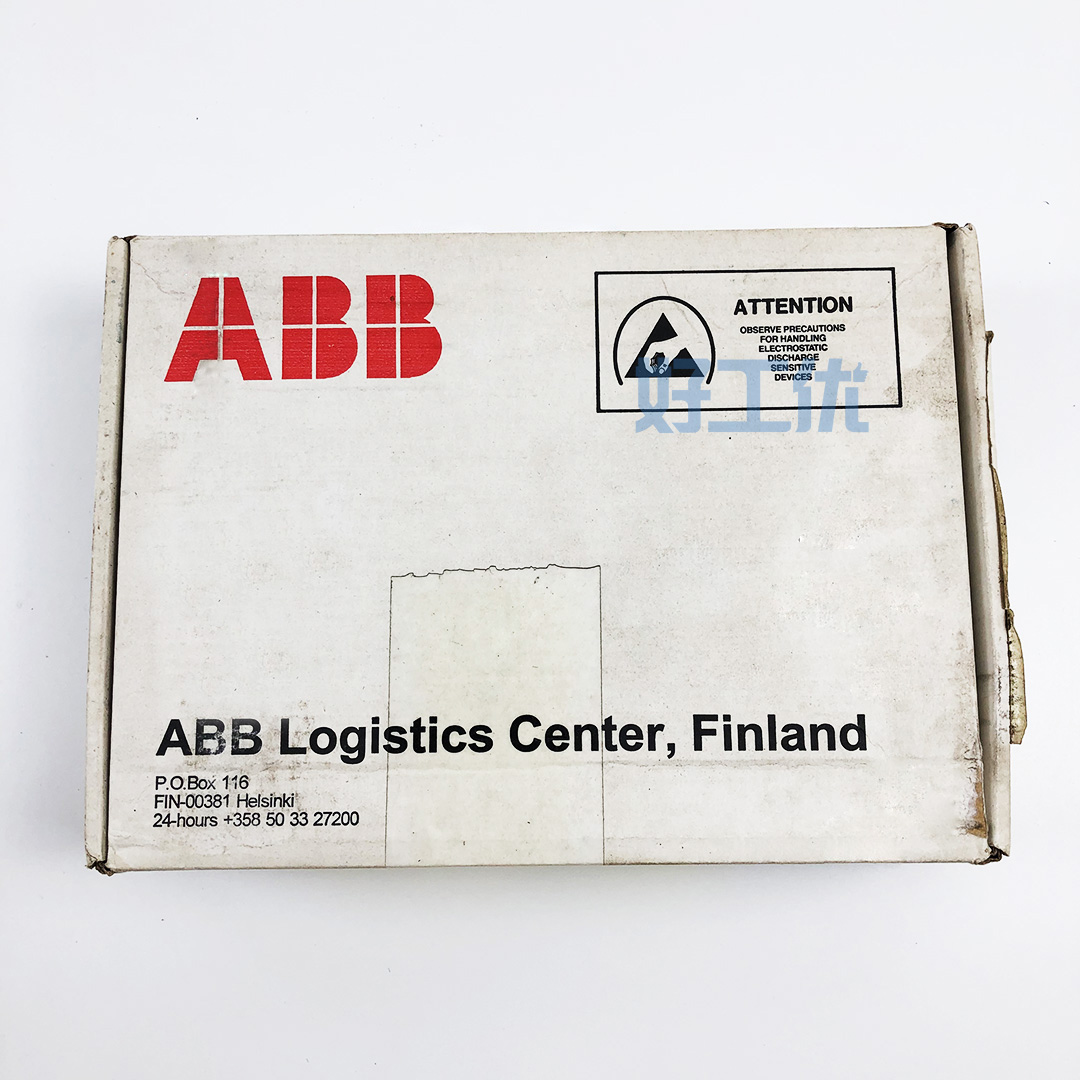 ABB
ATTENTION
OBSERVE PRECAUTIONS
FOR HANDLING
ELECTROSTATIC
DISCHARGE
SENSITIVE
DEVICES
好工优
ABB Logistics Center, Finland
P.O.Box 116
FIN-00381 Helsinki
24-hours +358 50 33 27200